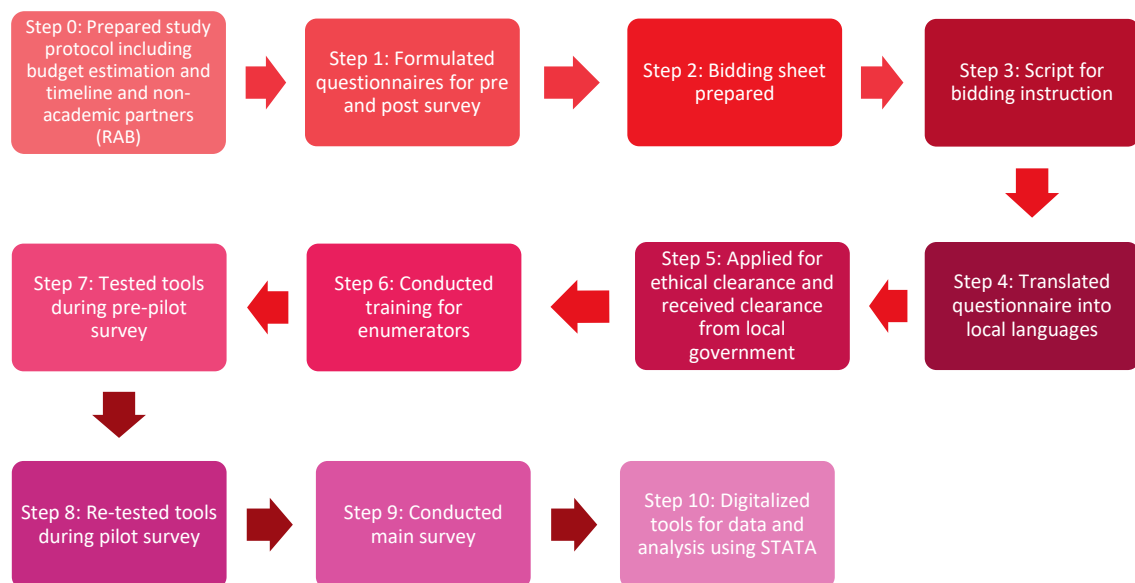 Step 0: Prepared study
protocol including
budget estimation and
timeline and non-
academic partners
(RAB)
Step 1: Formulated
questionnaires for pre
and post survey
Step 2: Bidding sheet
prepared
Step 3: Script for
bidding instruction
Step 4: Translated
questionnaire into
local languages
Step 5: Applied for
ethical clearance and
received clearance
from local
government
Step 6: Conducted
training for
enumerators
Step 7: Tested tools
during pre-pilot
survey
Step 8: Re-tested tools
during pilot survey
Step 9: Conducted
main survey
Step 10: Digitalized
tools for data and
analysis using STATA